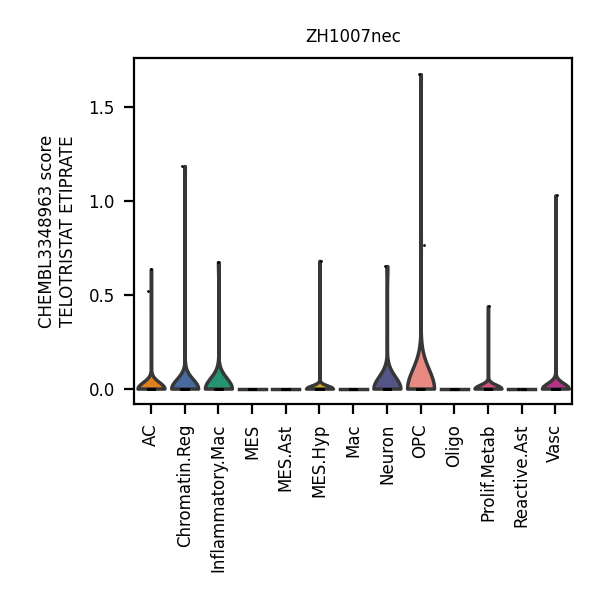 ZH1007nec
CHEMBL3348963 score
TELOTRISTAT ETIPRATE
1.5
1.0
0.5
0.0
AC
Chromatin.Reg
Inflammatory.Mac
MES
MES.Ast
MES.Hyp
Mac
Neuron
OPC
Oligo
Prolif.Metab
Reactive.Ast
Vasc